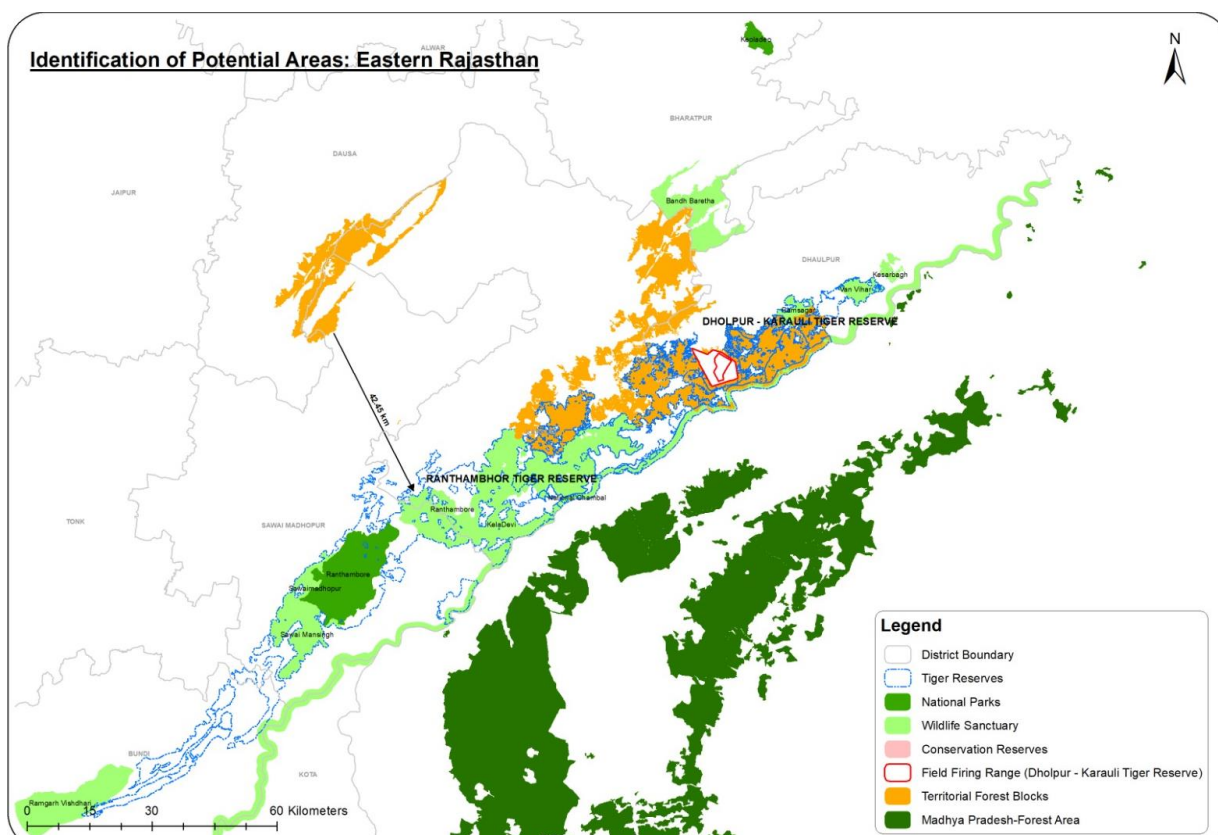 Identification of Potential Areas: Eastern Rajasthan
N
Keoladeo
ALWAR
BHARATPUR
DAUSA
JAIPUR
Bandh Baratha
DHAULPUR
Kesarbagh
Van Vihar
Ramsagar
DHOLPUR - KARAULI TIGER RESERVE
42.45 km
RANTHAMBHOR TIGER RESERVE
National Chambal
Ranthambore
KelaDevi
TONK
SAWAI MADHOPUR
Ranthambore
Sawaimadhopur
Sawai Mansingh
BUNDI
KOTA
Ramgarh Vishdhari
0 15 30 60 Kilometers
Legend
District Boundary
Tiger Reserves
National Parks
Wildlife Sanctuary
Conservation Reserves
Field Firing Range (Dholpur - Karauli Tiger Reserve)
Territorial Forest Blocks
Madhya Pradesh-Forest Area